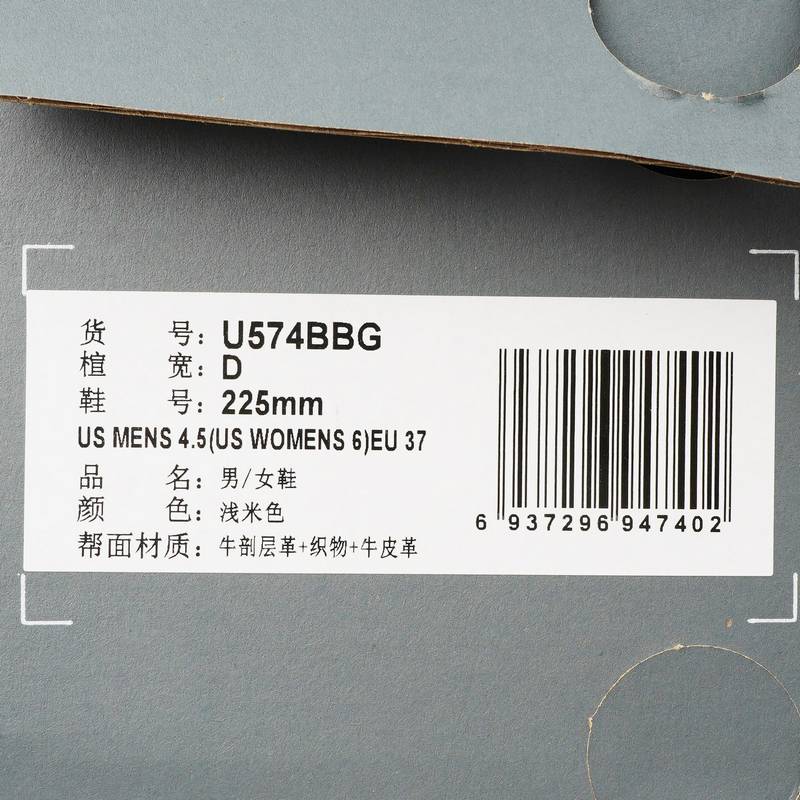 货 号：U574BBG
楦 宽：D
鞋 号：225mm
US MENS 4.5(US WOMENS 6)EU 37
品 名：男/女鞋
颜 色：浅米色
帮面材质：牛剖层革+织物+牛皮革
6 937296 947402